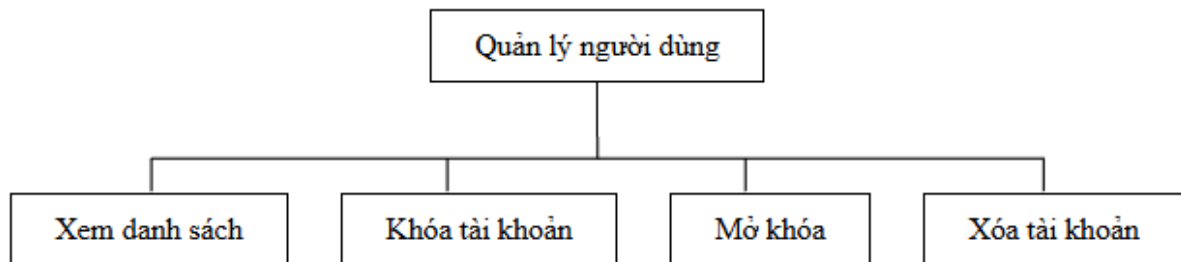 Quản lý người dùng
Xem danh sách
Khóa tài khoản
Mở khóa
Xóa tài khoản